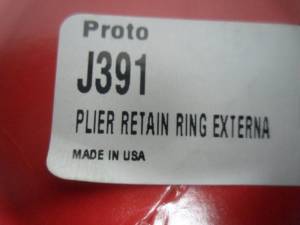 Proto
J391
PLIER RETAIN RING EXTERNA
MADE IN USA